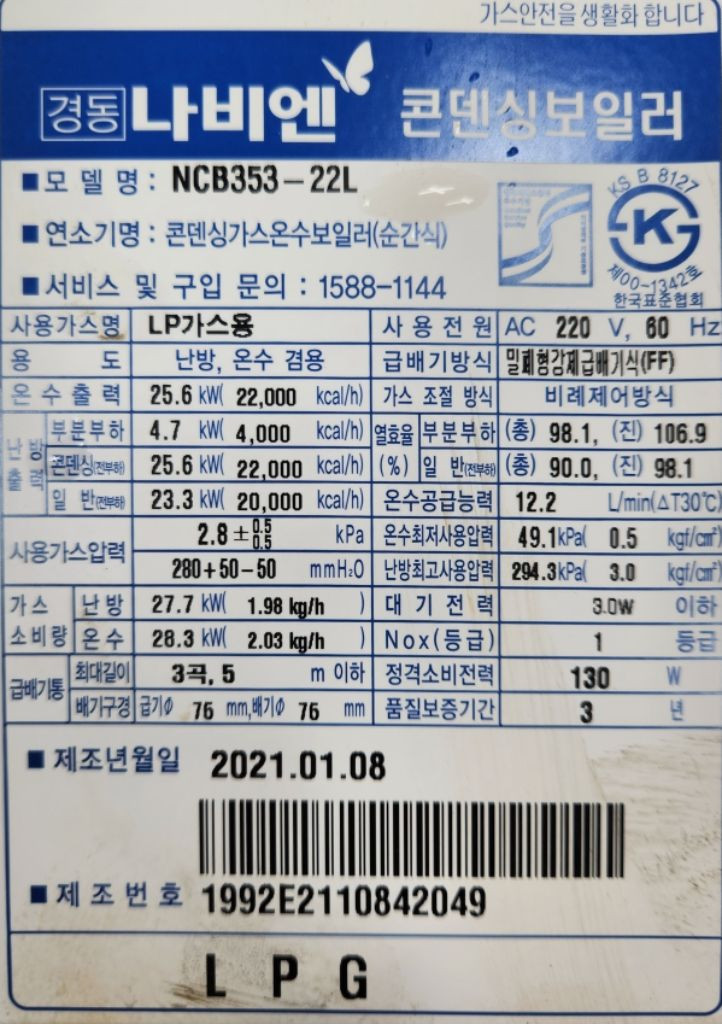 가스안전을 생활화 합니다
경동 나비엔 콘덴싱보일러
■ 모 델 명 : NCB353-22L
■ 연소기명 : 콘덴싱가스온수보일러(순간식)
■ 서비스 및 구입 문의 : 1588-1144
KS B 8127
K
제00-1342호
한국표준협회
사용가스명 LP가스용 사 용 전 원 AC 220 V, 60 Hz
용 도 난방, 온수 겸용 급배기방식 밀폐형강제급배기식(FF)
온 수 출 력 25.6 kW( 22,000 kcal/h) 가스 조절 방식 비례제어방식
난 방 출 력 부분부하 4.7 kW( 4,000 kcal/h) 열효율 (%) 부분부하 (총) 98.1, (진) 106.9
콘덴싱(전부하) 25.6 kW( 22,000 kcal/h) 일 반(전부하) (총) 90.0, (진) 98.1
일 반(전부하) 23.3 kW( 20,000 kcal/h) 온수공급능력 12.2 L/min(△T30℃)
사용가스압력 2.8 ± 0.5 0.5 kPa 온수최저사용압력 49.1kPa( 0.5 kgf/㎠)
280+50-50 mmH₂O 난방최고사용압력 294.3kPa( 3.0 kgf/㎠)
가 스 소 비 량 난 방 27.7 kW( 1.98 kg/h ) 대 기 전 력 3.0W 이하
온 수 28.3 kW( 2.03 kg/h ) Nox(등급) 1 등급
급배기통 최대길이 3곡, 5 m 이하 정격소비전력 130 W
배기구경 급기Φ 76 mm,배기Φ 76 mm 품질보증기간 3 년
■ 제조년월일 2021.01.08
■ 제 조 번 호 1992E2110842049
L P G